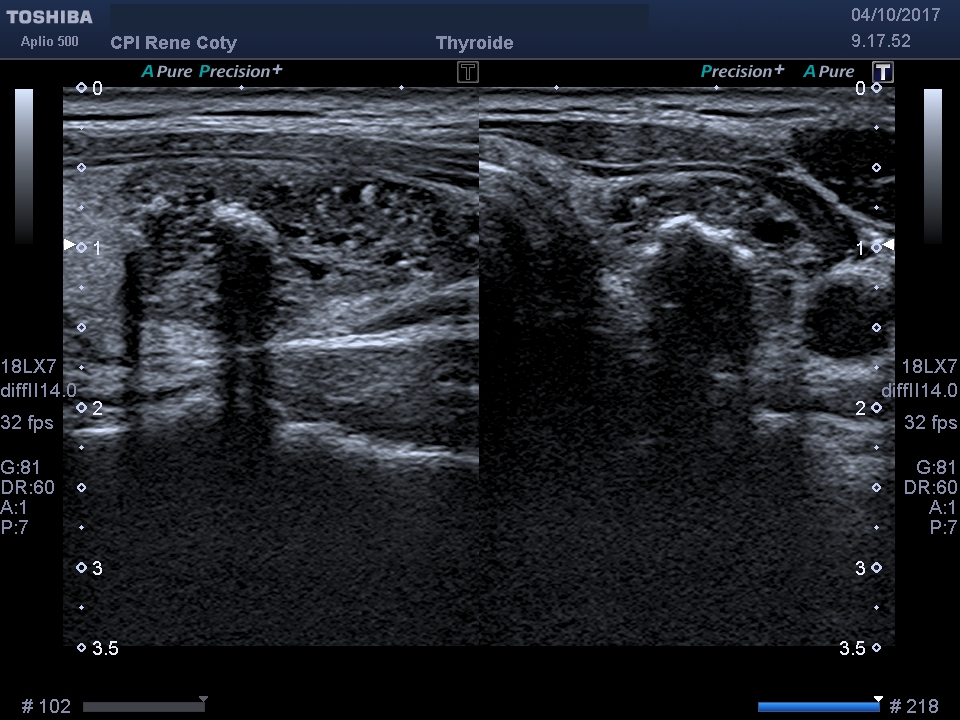 TOSHIBA
Aplio 500
CPI Rene Coty
Thyroide
04/10/2017
9.17.52
A Pure Precision+
T
Precision+ A Pure
T
0
1
2
3
3.5
0
1
2
3
3.5
18LX7
diffII14.0
32 fps
G:81
DR:60
A:1
P:7
18LX7
diffII14.0
32 fps
G:81
DR:60
A:1
P:7
# 102
# 218